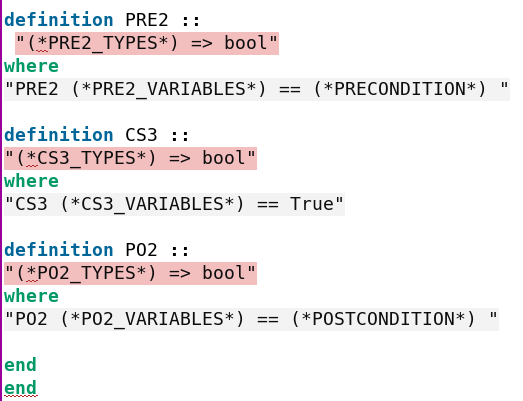 definition PRE2 ::
"(*PRE2_TYPES*) => bool"
where
"PRE2 (*PRE2_VARIABLES*) == (*PRECONDITION*) "
definition CS3 ::
"(*CS3_TYPES*) => bool"
where
"CS3 (*CS3_VARIABLES*) == True"
definition PO2 ::
"(*PO2_TYPES*) => bool"
where
"PO2 (*PO2_VARIABLES*) == (*POSTCONDITION*) "
end
end